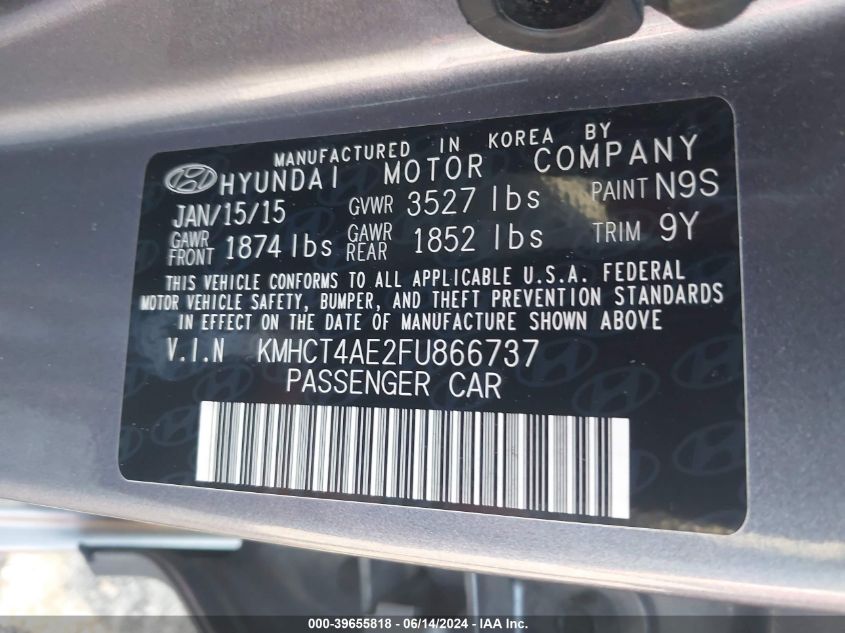 MANUFACTURED IN KOREA BY
HYUNDAI MOTOR COMPANY
JAN/15/15 GVWR 3527 lbs PAINT N9S
GAWR FRONT 1874 lbs GAWR REAR 1852 lbs TRIM 9Y
THIS VEHICLE CONFORMS TO ALL APPLICABLE U.S.A. FEDERAL
MOTOR VEHICLE SAFETY, BUMPER, AND THEFT PREVENTION STANDARDS
IN EFFECT ON THE DATE OF MANUFACTURE SHOWN ABOVE
V.I.N KMHCT4AE2FU866737
PASSENGER CAR
000-39655818 - 06/14/2024 - IAA Inc.